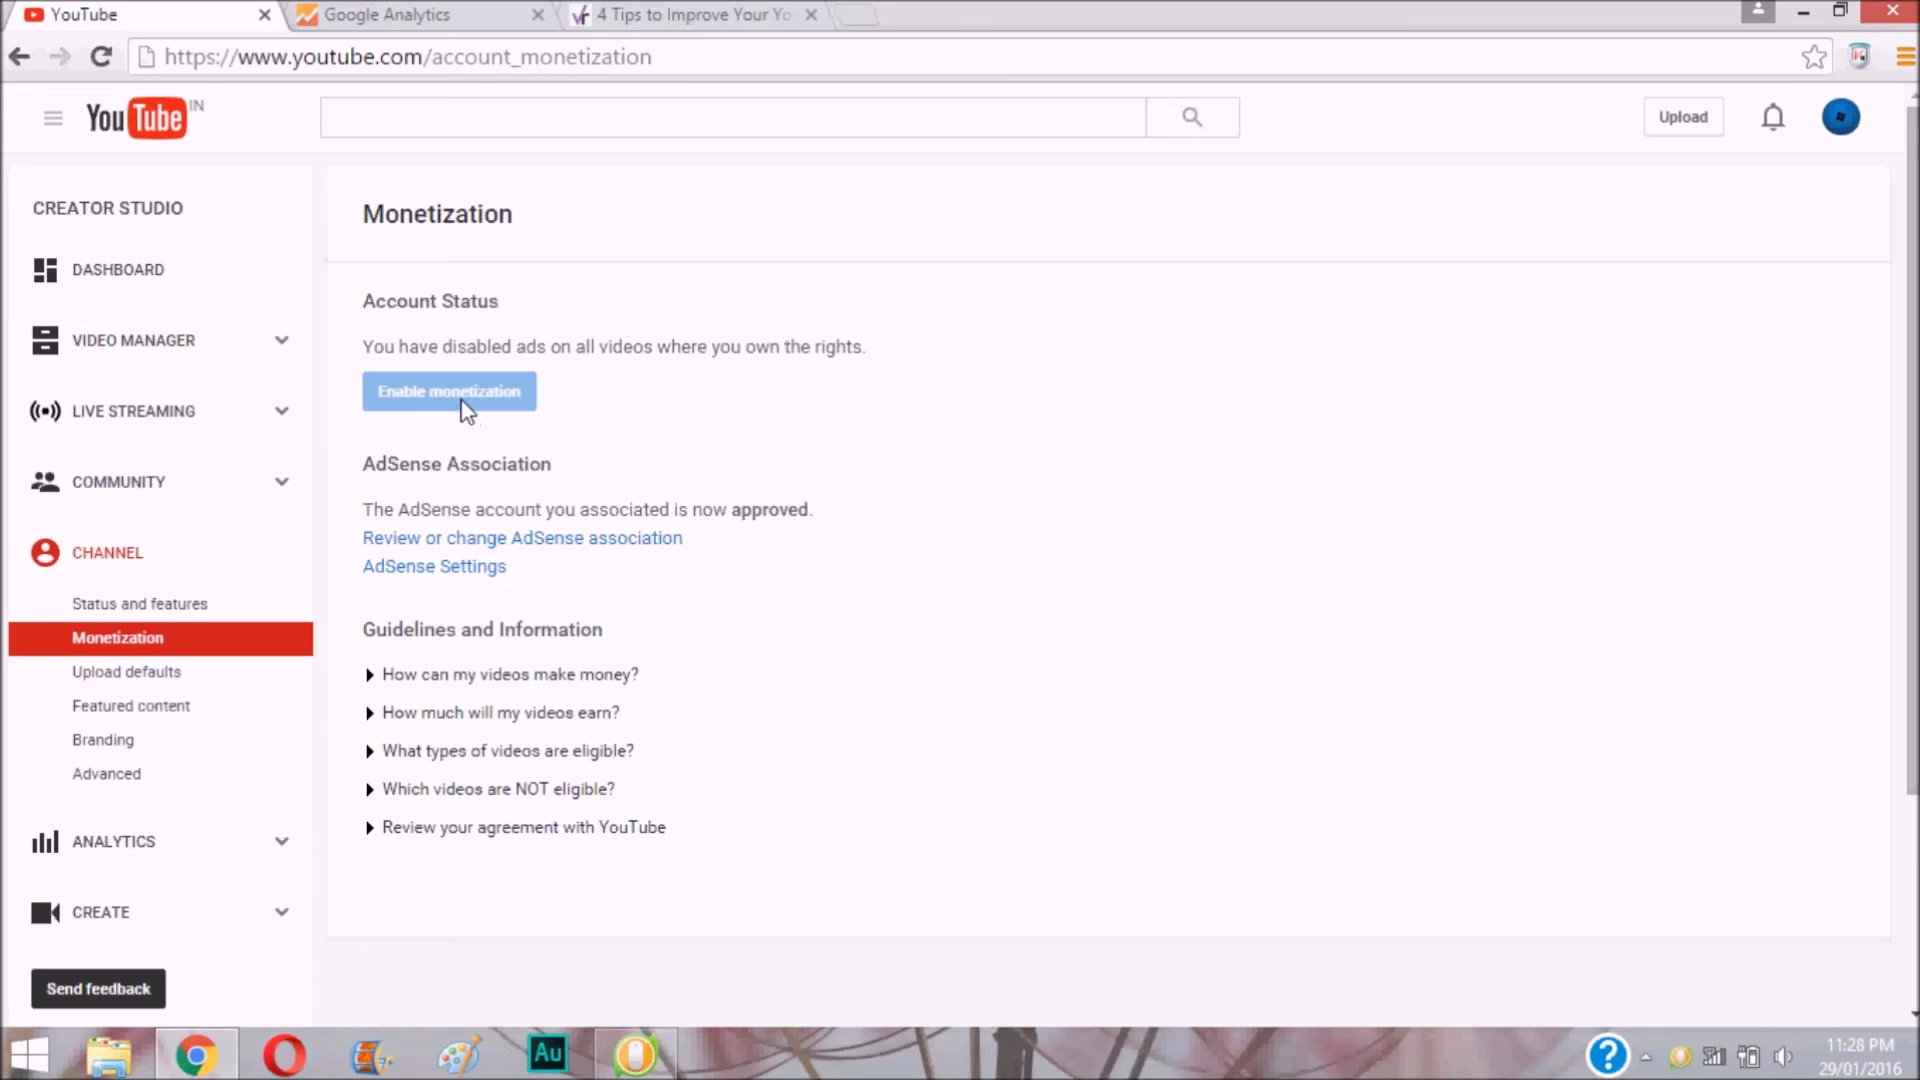 YouTube
Google Analytics
4 Tips to Improve Your Yo
https://www.youtube.com/account_monetization
YouTube IN
Upload
CREATOR STUDIO
DASHBOARD
VIDEO MANAGER
LIVE STREAMING
COMMUNITY
CHANNEL
Status and features
Monetization
Upload defaults
Featured content
Branding
Advanced
ANALYTICS
CREATE
Send feedback
Monetization
Account Status
You have disabled ads on all videos where you own the rights.
Enable monetization
AdSense Association
The AdSense account you associated is now approved.
Review or change AdSense association
AdSense Settings
Guidelines and Information
How can my videos make money?
How much will my videos earn?
What types of videos are eligible?
Which videos are NOT eligible?
Review your agreement with YouTube
Au
11:28 PM
29/01/2016